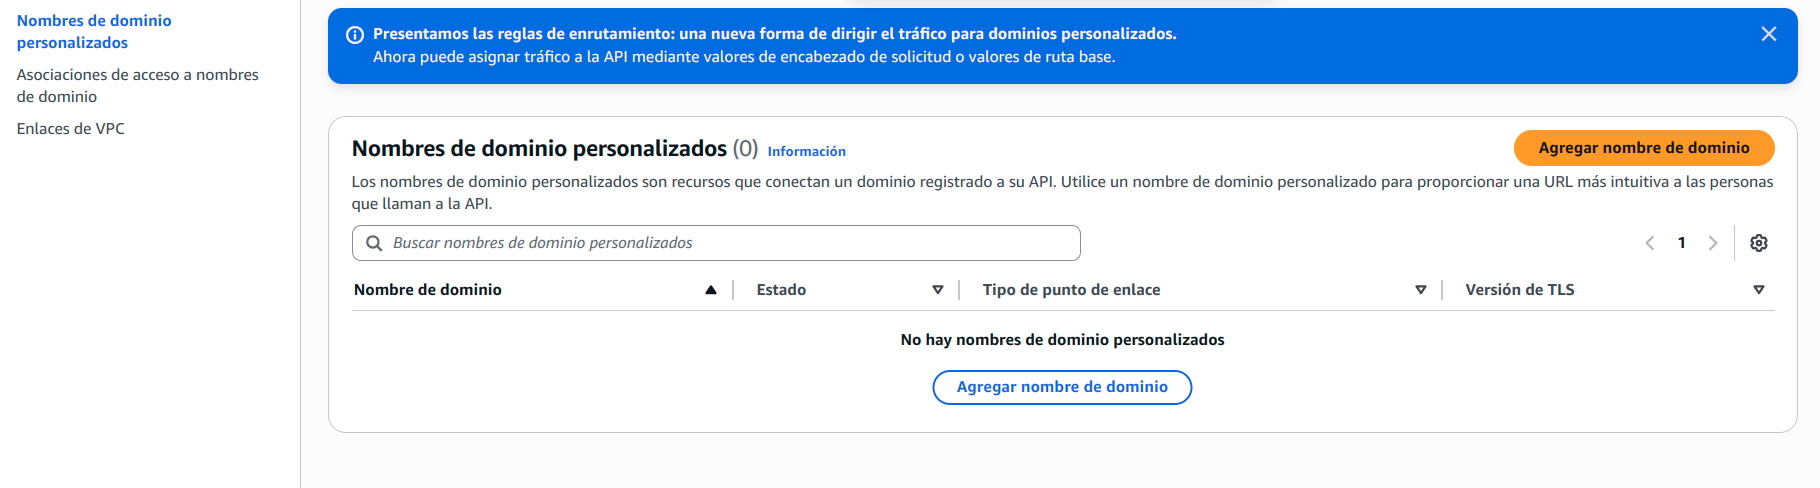 Nombres de dominio
personalizados
Asociaciones de acceso a nombres
de dominio
Enlaces de VPC
Presentamos las reglas de enrutamiento: una nueva forma de dirigir el tráfico para dominios personalizados.
Ahora puede asignar tráfico a la API mediante valores de encabezado de solicitud o valores de ruta base.
Nombres de dominio personalizados (0) Información
Agregar nombre de dominio
Los nombres de dominio personalizados son recursos que conectan un dominio registrado a su API. Utilice un nombre de dominio personalizado para proporcionar una URL más intuitiva a las personas
que llaman a la API.
Buscar nombres de dominio personalizados
1
Nombre de dominio Estado Tipo de punto de enlace Versión de TLS
No hay nombres de dominio personalizados
Agregar nombre de dominio